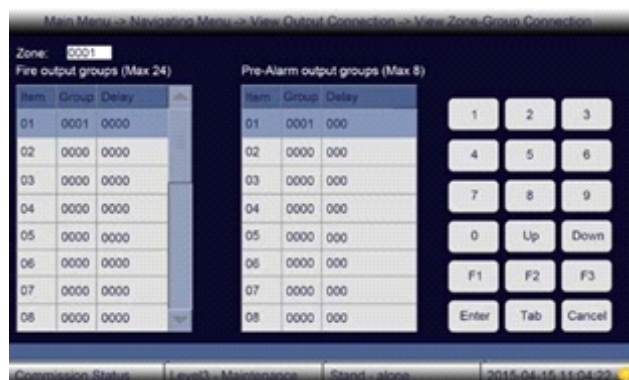 Main Menu -> Navigating Menu -> View Output Connection -> View Zone-Group Connection
Zone: 0001
Fire output groups (Max 24) Pre-Alarm output groups (Max 8)
Item Group Delay Item Group Delay
01 0001 0000 01 0001 000
02 0000 0000 02 0000 000
03 0000 0000 03 0000 000
04 0000 0000 04 0000 000
05 0000 0000 05 0000 000
06 0000 0000 06 0000 000
07 0000 0000 07 0000 000
08 0000 0000 08 0000 000
1 2 3
4 5 6
7 8 9
0 Up Down
F1 F2 F3
Enter Tab Cancel
Commission Status Level3 - Maintenance Stand - alone 2015-04-15 11:04:22